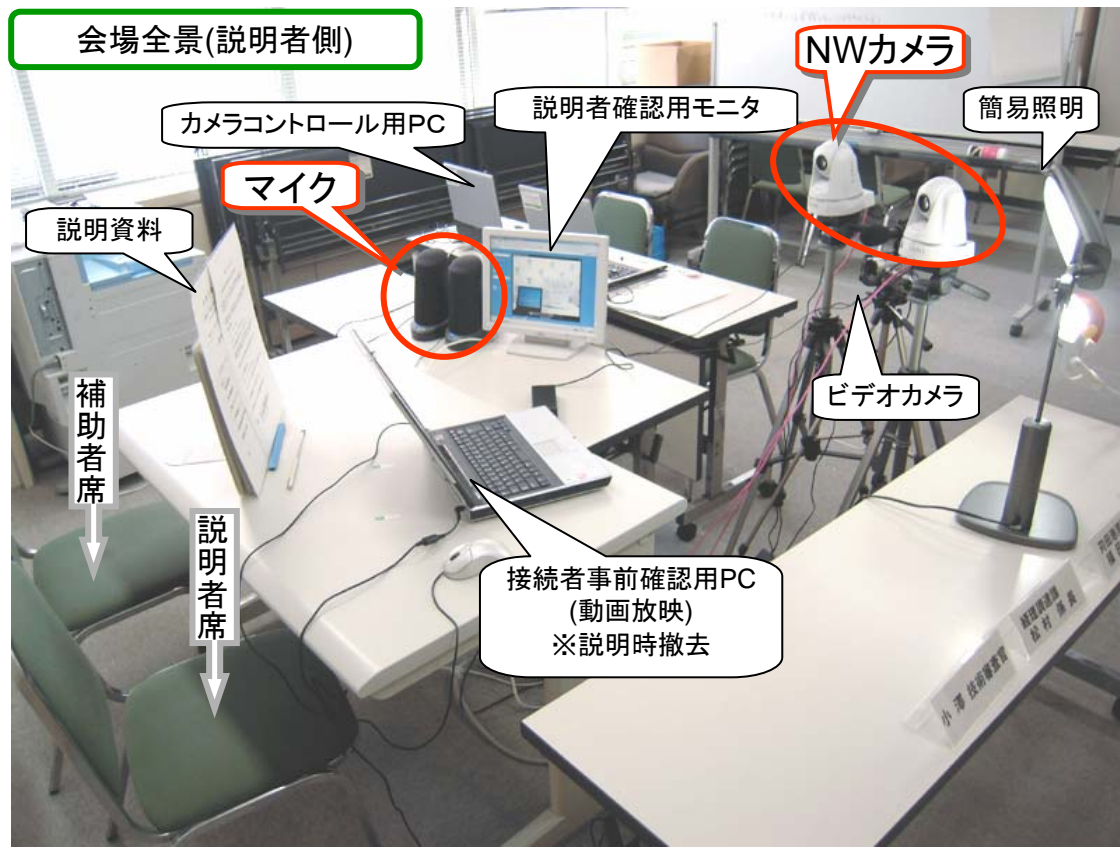 会場全景(説明者側)
NWカメラ
カメラコントロール用PC
説明者確認用モニタ
簡易照明
マイク
説明資料
ビデオカメラ
補助者席
説明者席
接続者事前確認用PC
(動画放映)
※説明時撤去
松村 係長
小澤 技術審査官